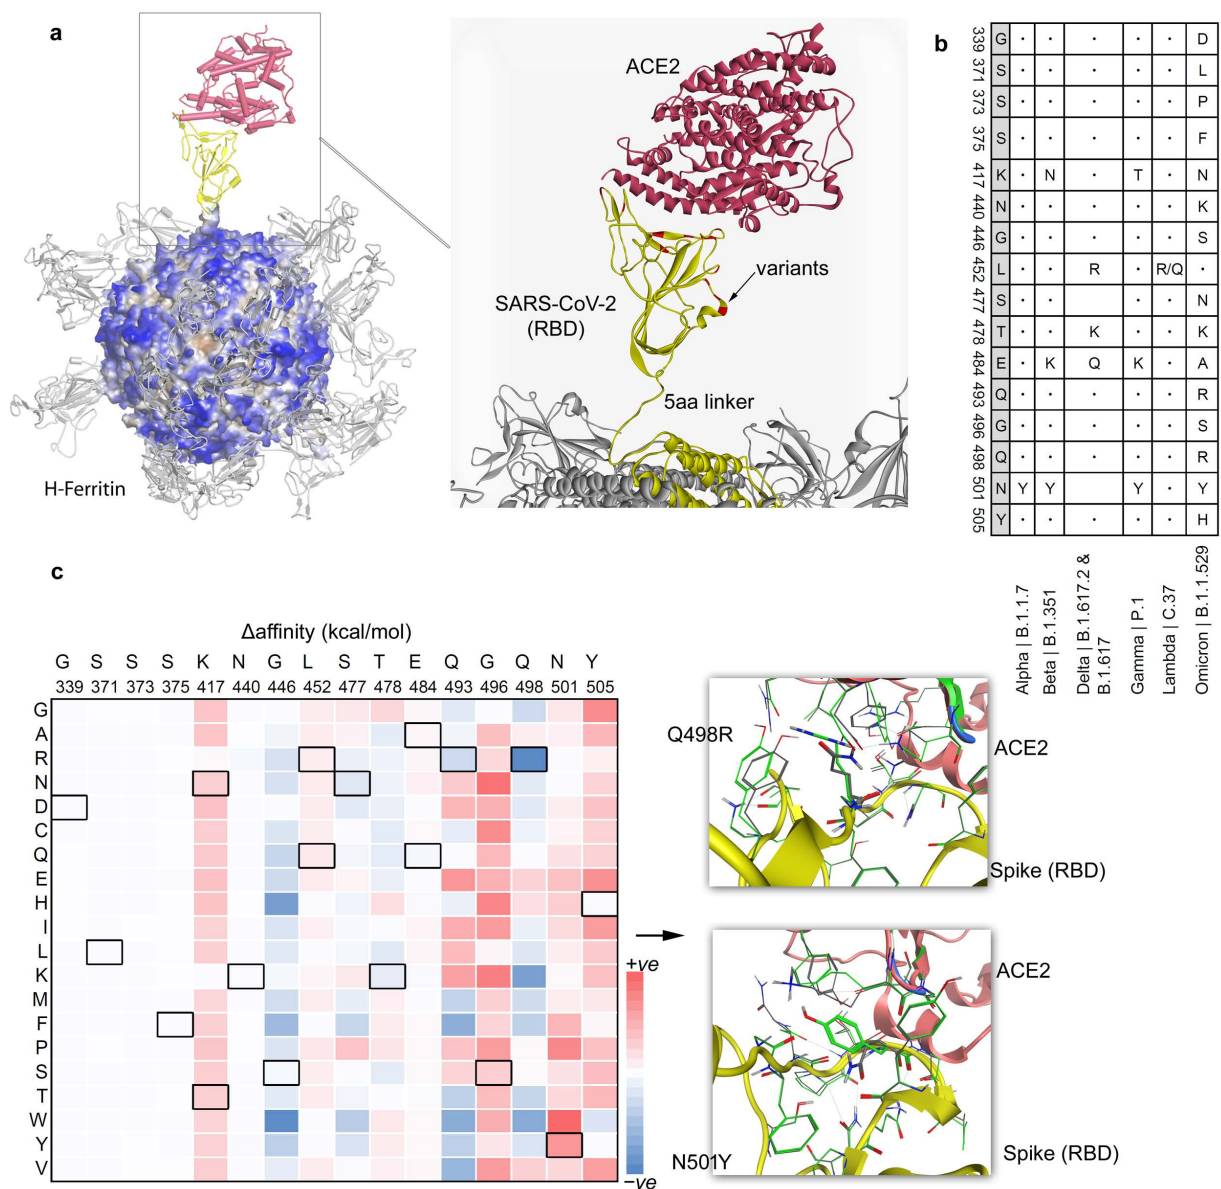 a
ACE2
variants
SARS-CoV-2
(RBD)
5aa linker
H-Ferritin
b
339 G · · · · · D
371 S · · · · · L
373 S · · · · · P
375 S · · · · · F
417 K · N · T · N
440 N · · · · · K
446 G · · · · · S
452 L · · R · R/Q ·
477 S · · · · N
478 T · · K · · K
484 E · K Q K · A
493 Q · · · · · R
496 G · · · · · S
498 Q · · · · R
501 N Y Y Y · Y
505 Y · · · · · H
Alpha | B.1.1.7
Beta | B.1.351
Delta | B.1.617.2 &
B.1.617
Gamma | P.1
Lambda | C.37
Omicron | B.1.1.529
c
Δaffinity (kcal/mol)
G S S S K N G L S T E Q G Q N Y
339 371 373 375 417 440 446 452 477 478 484 493 496 498 501 505
G
A
R
N
D
C
Q
E
H
I
L
K
M
F
P
S
T
W
Y
V
+ve
−ve
Q498R
ACE2
Spike (RBD)
ACE2
N501Y
Spike (RBD)